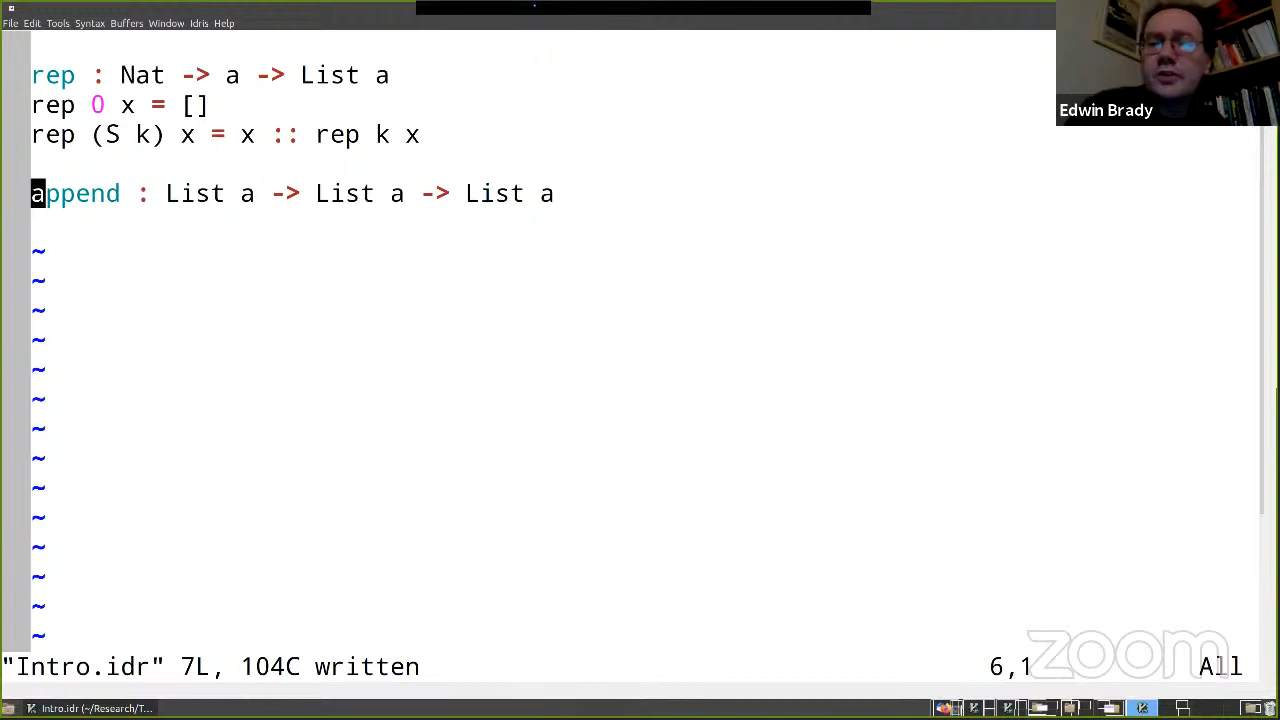 File Edit Tools Syntax Buffers Window Idris Help
rep : Nat -> a -> List a
rep 0 x = []
rep (S k) x = x :: rep k x
append : List a -> List a -> List a
~
~
~
~
~
~
~
~
~
~
~
~
~
~
"Intro.idr" 7L, 104C written 6,1 All
Edwin Brady
zoom
Intro.idr (~/Research/T...